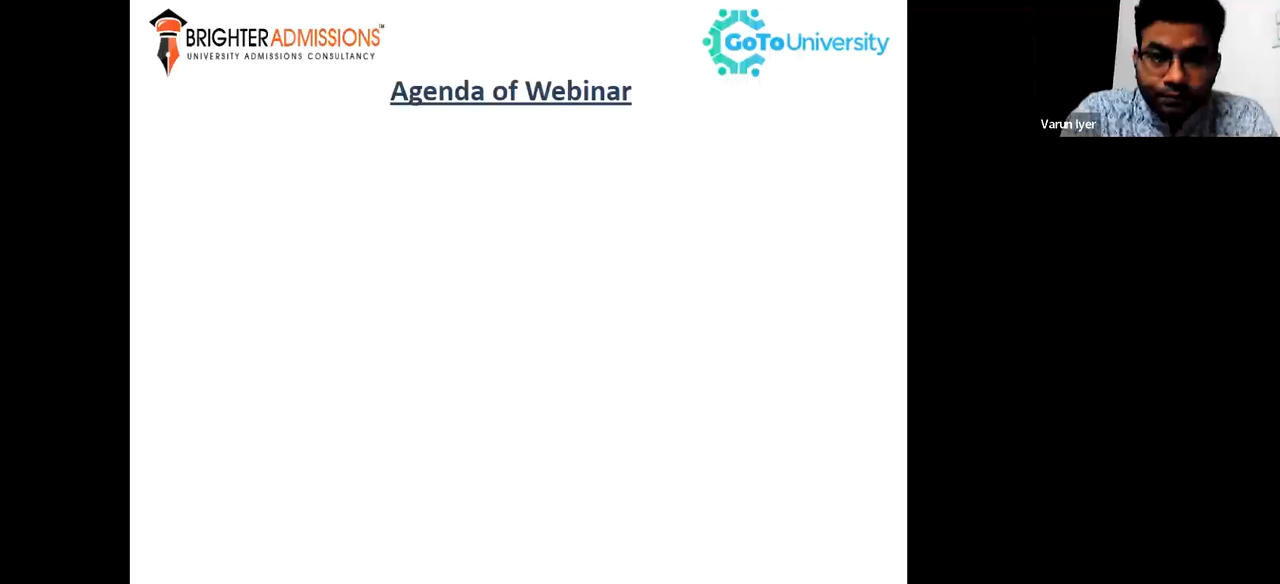 BRIGHTER ADMISSIONS™
UNIVERSITY ADMISSIONS CONSULTANCY
GoToUniversity
Agenda of Webinar
Varun Iyer